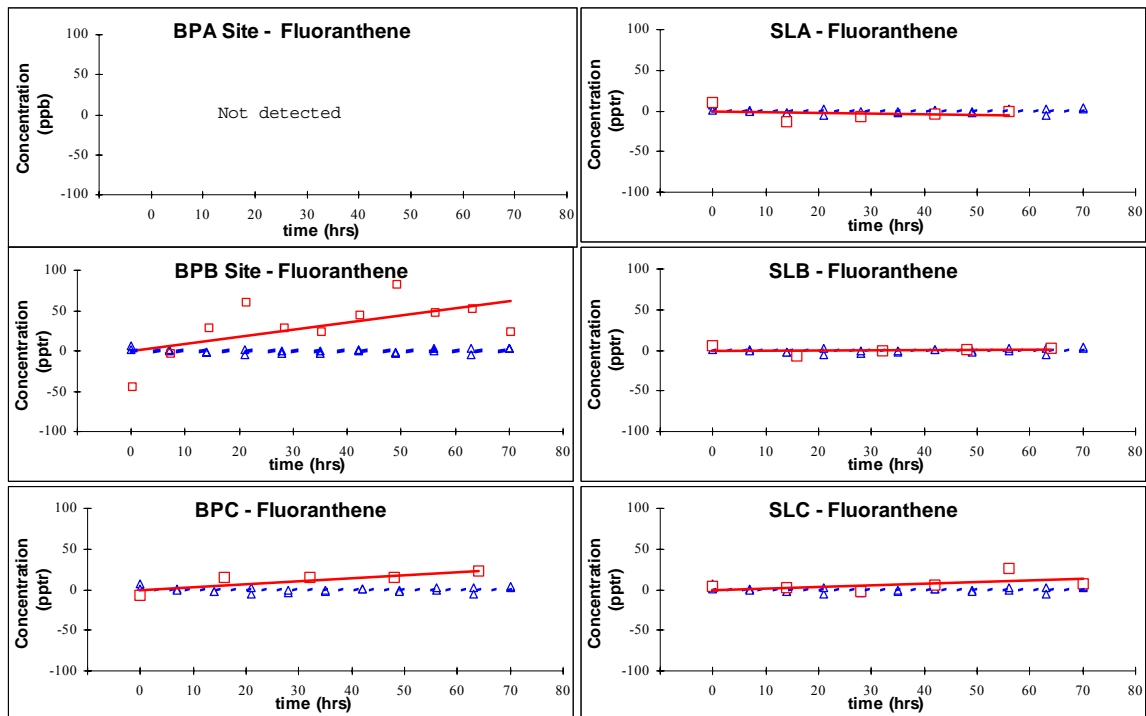 BPA Site - Fluoranthene
Concentration
(ppb)
100
50
0
-50
-100
Not detected
0 10 20 30 40 50 60 70 80
time (hrs)
SLA - Fluoranthene
Concentration
(pptr)
100
50
0
-50
-100
0 10 20 30 40 50 60 70 80
time (hrs)
BPB Site - Fluoranthene
Concentration
(pptr)
100
50
0
-50
-100
0 10 20 30 40 50 60 70 80
time (hrs)
SLB - Fluoranthene
Concentration
(pptr)
100
50
0
-50
-100
0 10 20 30 40 50 60 70 80
time (hrs)
BPC - Fluoranthene
Concentration
(pptr)
100
50
0
-50
-100
0 10 20 30 40 50 60 70 80
time (hrs)
SLC - Fluoranthene
Concentration
(pptr)
100
50
0
-50
-100
0 10 20 30 40 50 60 70 80
time (hrs)